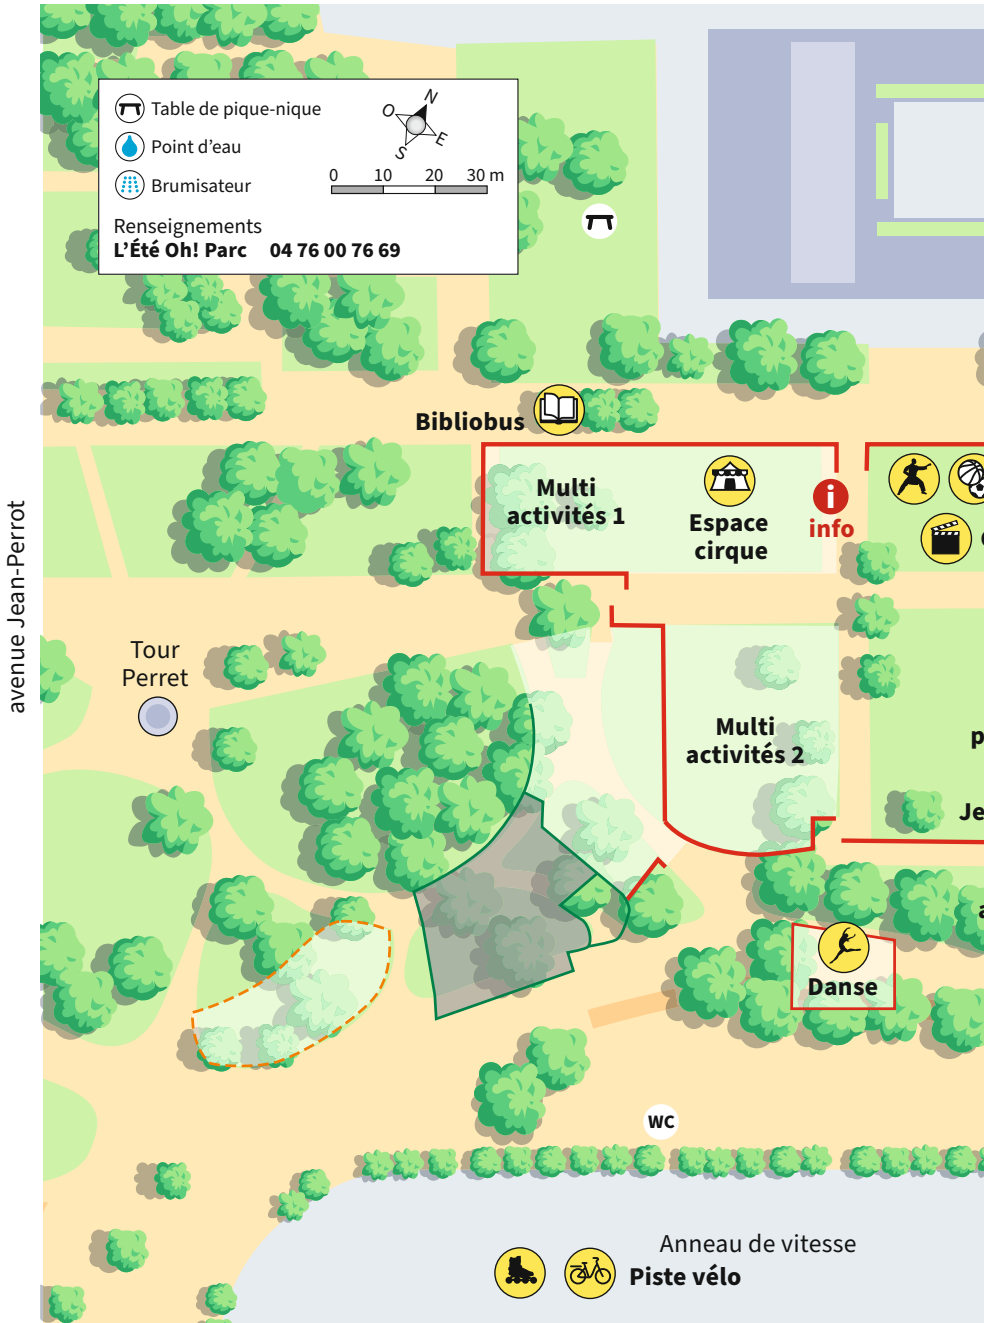 Table de pique-nique
Point d'eau
Brumisateur
N
O
E
S
0 10 20 30 m
Renseignements
L'Été Oh! Parc 04 76 00 76 69
Bibliobus
Multi
activités 1
Espace
cirque
i
info
avenue Jean-Perrot
Tour
Perret
Multi
activités 2
p
Je
a
Danse
WC
Anneau de vitesse
Piste vélo